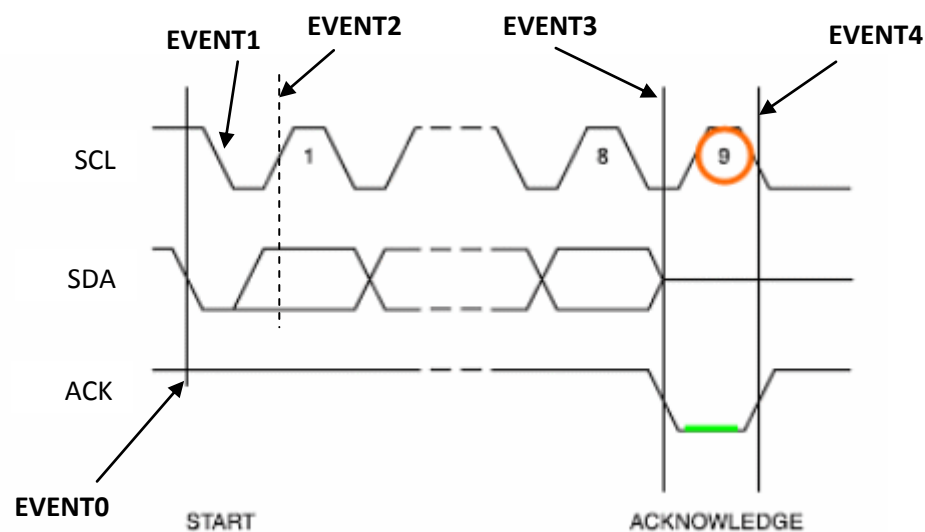 EVENT1
EVENT2
EVENT3
EVENT4
SCL
1
8
9
SDA
ACK
EVENT0
START
ACKNOWLEDGE